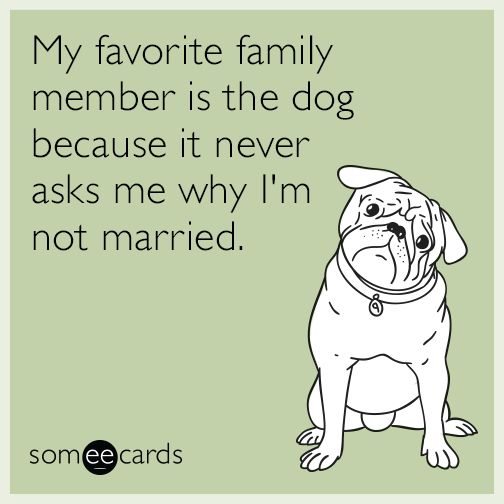 My favorite family
member is the dog
because it never
asks me why I'm
not married.
someecards